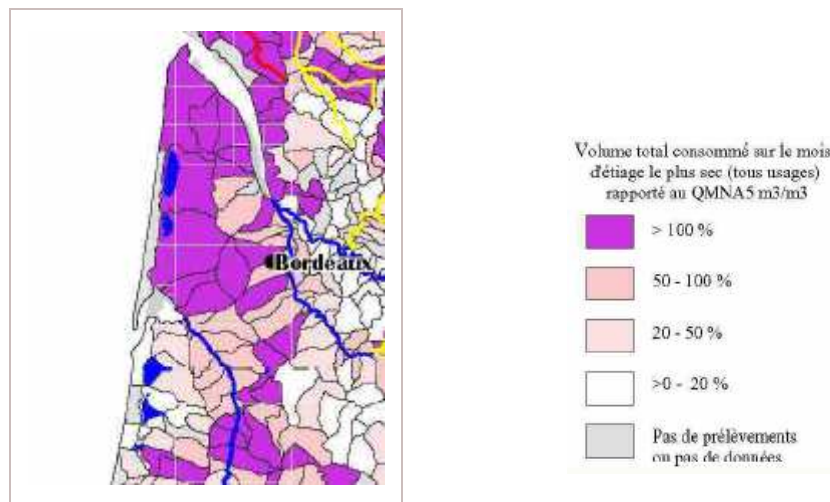 Bordeaux
Volume total consommé sur le mois
d'étiage le plus sec (tous usages)
rapporté au QMNA5 m3/m3
> 100 %
50 - 100 %
20 - 50 %
>0 - 20 %
Pas de prélèvements
ou pas de données